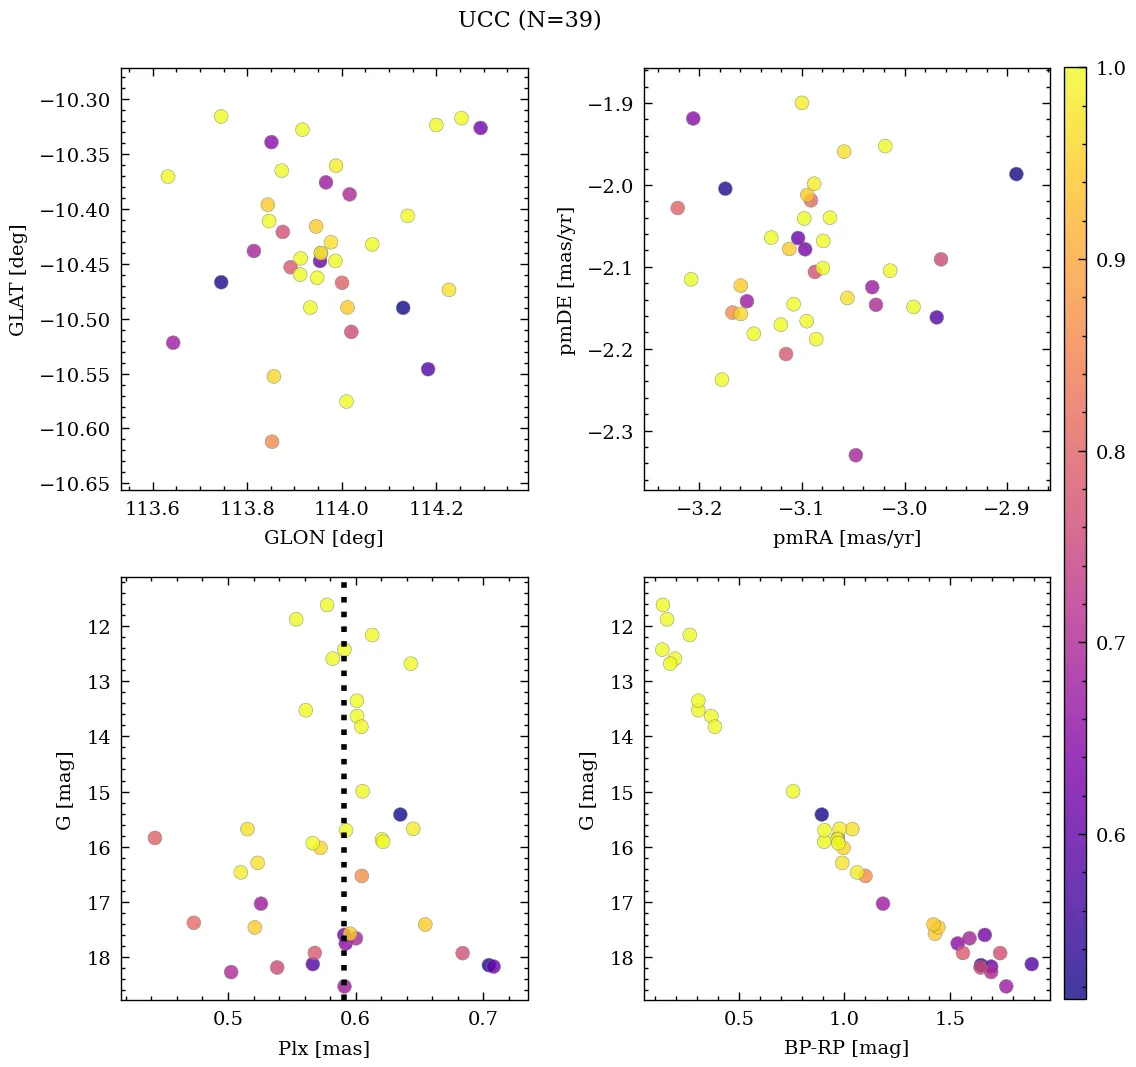 UCC (N=39)
−10.30
−10.35
−10.40
−10.45
−10.50
−10.55
−10.60
−10.65
GLAT [deg]
113.6 113.8 114.0 114.2
GLON [deg]
−1.9
−2.0
−2.1
−2.2
−2.3
pmDE [mas/yr]
−3.2 −3.1 −3.0 −2.9
pmRA [mas/yr]
12
13
14
15
16
17
18
G [mag]
0.5 0.6 0.7
Plx [mas]
12
13
14
15
16
17
18
G [mag]
0.5 1.0 1.5
BP-RP [mag]
1.0
0.9
0.8
0.7
0.6